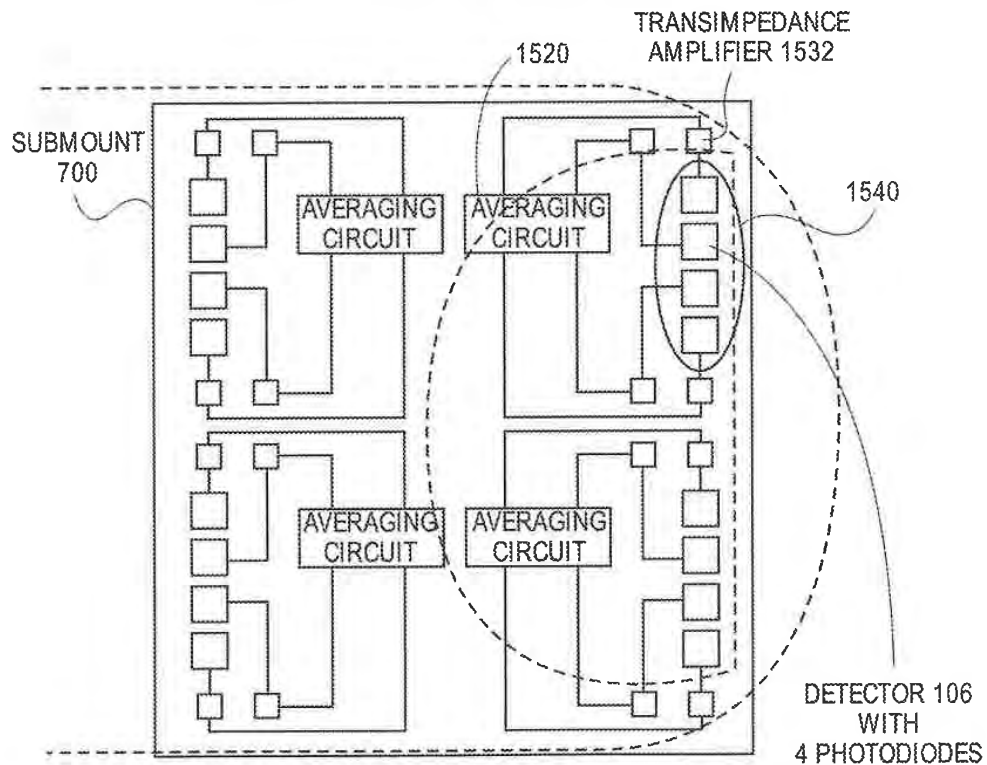 TRANSIMPEDANCE
AMPLIFIER 1532
1520
SUBMOUNT
700
1540
AVERAGING
CIRCUIT
AVERAGING
CIRCUIT
AVERAGING
CIRCUIT
AVERAGING
CIRCUIT
DETECTOR 106
WITH
4 PHOTODIODES